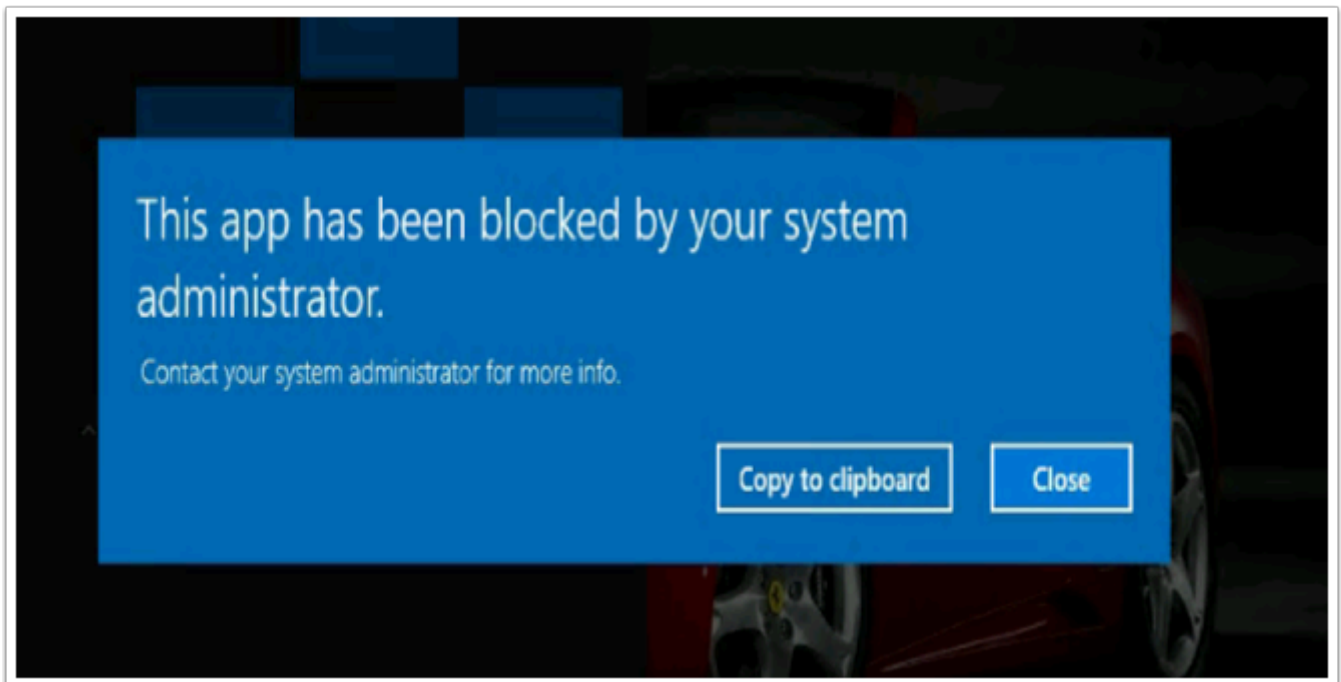 This app has been blocked by your system
administrator.
Contact your system administrator for more info.
Copy to clipboard
Close